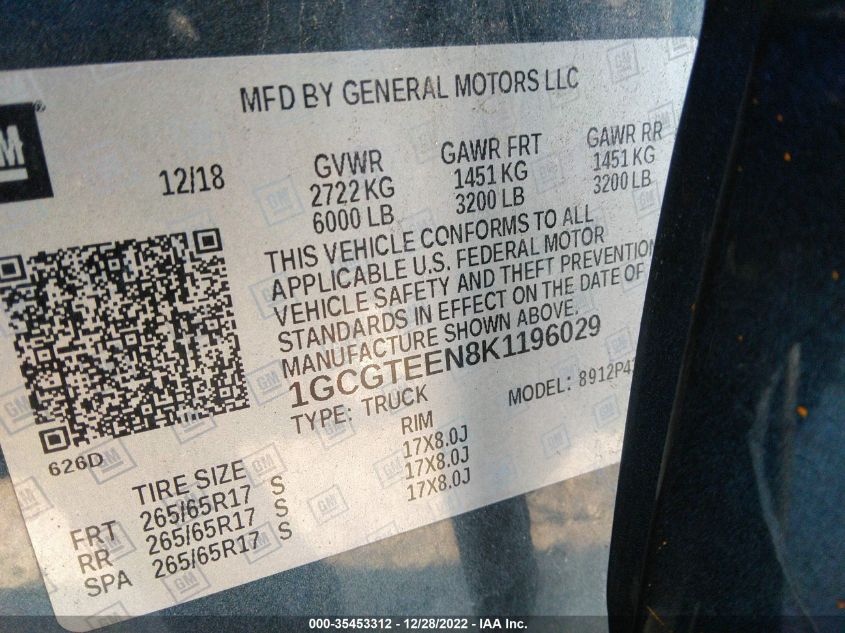 MFD BY GENERAL MOTORS LLC
GM ®
12/18
GVWR GAWR FRT GAWR RR
2722 KG 1451 KG 1451 KG
6000 LB 3200 LB 3200 LB
THIS VEHICLE CONFORMS TO ALL
APPLICABLE U.S. FEDERAL MOTOR
VEHICLE SAFETY AND THEFT PREVENTION
STANDARDS IN EFFECT ON THE DATE OF
MANUFACTURE SHOWN ABOVE.
1GCGTEEN8K1196029
TYPE: TRUCK MODEL: 8912P4
626D
TIRE SIZE RIM
FRT 265/65R17 S 17X8.0J
RR 265/65R17 S 17X8.0J
SPA 265/65R17 S 17X8.0J
000-35453312 - 12/28/2022 - IAA Inc.